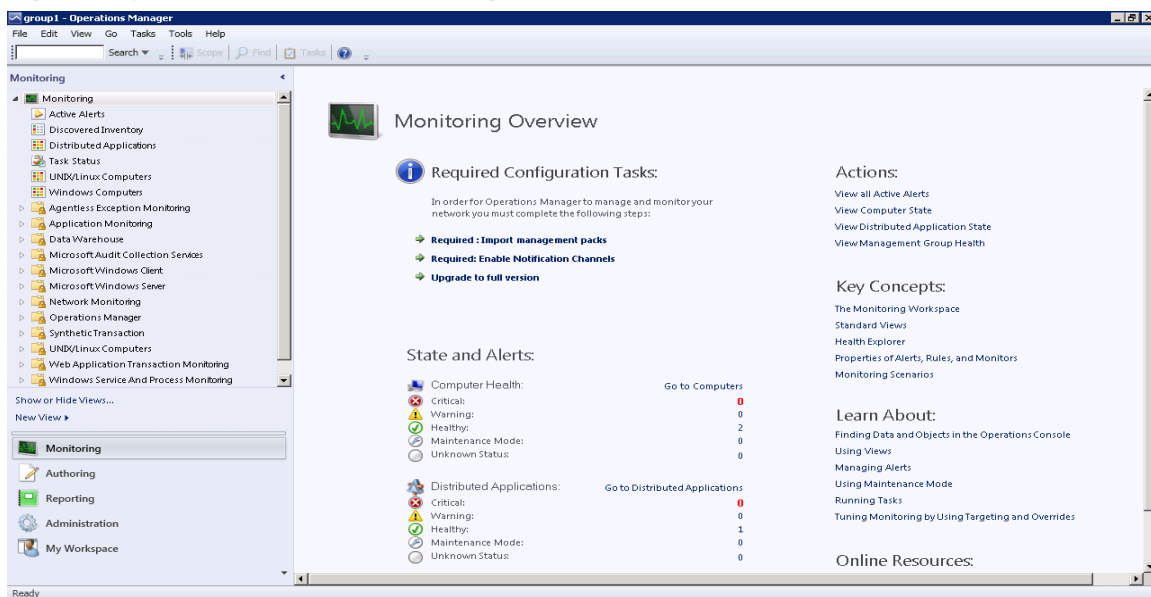 group1 - Operations Manager
File Edit View Go Tasks Tools Help
Search Scope Find Tasks
Monitoring
Monitoring
Active Alerts
Discovered Inventory
Distributed Applications
Task Status
UNIX/Linux Computers
Windows Computers
Agentless Exception Monitoring
Application Monitoring
Data Warehouse
Microsoft Audit Collection Services
Microsoft Windows Client
Microsoft Windows Server
Network Monitoring
Operations Manager
Synthetic Transaction
UNIX/Linux Computers
Web Application Transaction Monitoring
Windows Service And Process Monitoring
Show or Hide Views...
New View
Monitoring
Authoring
Reporting
Administration
My Workspace
Ready
Monitoring Overview
Required Configuration Tasks:
In order for Operations Manager to manage and monitor your
network you must complete the following steps:
Required : Import management packs
Required: Enable Notification Channels
Upgrade to full version
State and Alerts:
Computer Health: Go to Computers
Critical: 0
Warning: 0
Healthy: 2
Maintenance Mode: 0
Unknown Status: 0
Distributed Applications: Go to Distributed Applications
Critical: 0
Warning: 0
Healthy: 1
Maintenance Mode: 0
Unknown Status: 0
Actions:
View all Active Alerts
View Computer State
View Distributed Application State
View Management Group Health
Key Concepts:
The Monitoring Workspace
Standard Views
Health Explorer
Properties of Alerts, Rules, and Monitors
Monitoring Scenarios
Learn About:
Finding Data and Objects in the Operations Console
Using Views
Managing Alerts
Using Maintenance Mode
Running Tasks
Tuning Monitoring by Using Targeting and Overrides
Online Resources: